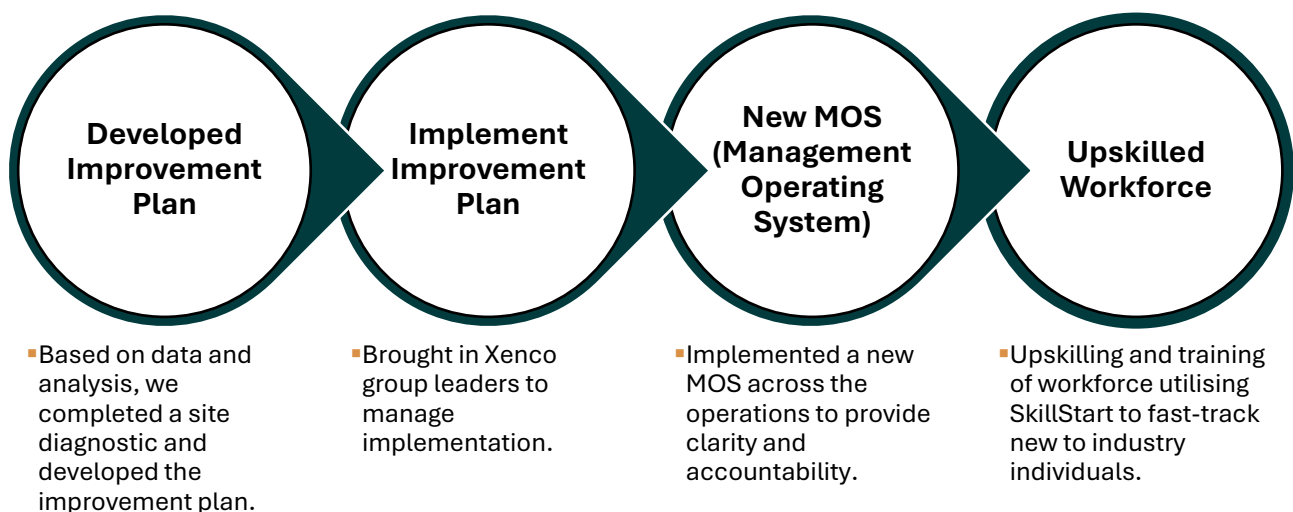 Developed
Improvement
Plan
Implement
Improvement
Plan
New MOS
(Management
Operating
System)
Upskilled
Workforce
▪Based on data and
analysis, we
completed a site
diagnostic and
developed the
improvement plan.
▪Brought in Xenco
group leaders to
manage
implementation.
▪Implemented a new
MOS across the
operations to provide
clarity and
accountability.
▪Upskilling and training
of workforce utilising
SkillStart to fast-track
new to industry
individuals.